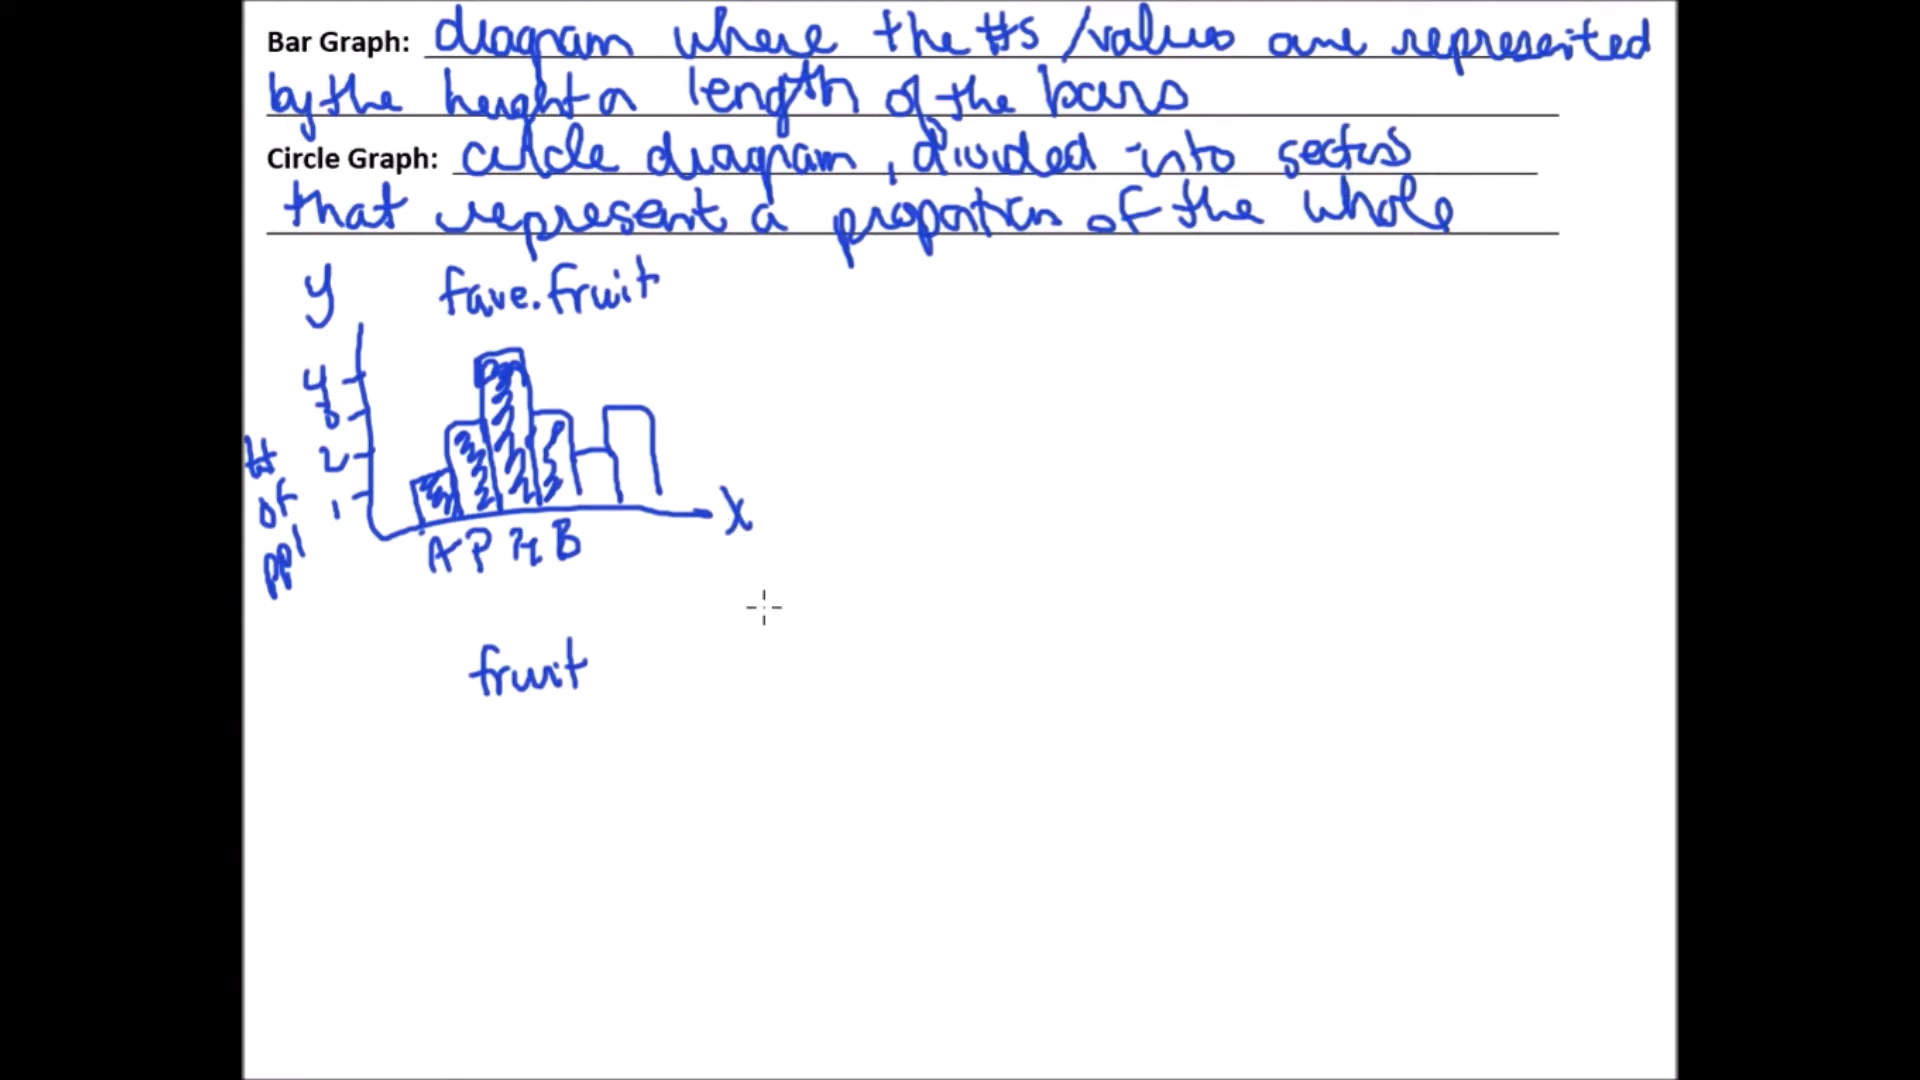 Bar Graph: diagram where the #s /values are represented
by the height or length of the bars
Circle Graph: circle diagram, divided into sectors
that represent a proportion of the whole
y fave. fruit
4
3
2
1
# of ppl
x
A P B
fruit